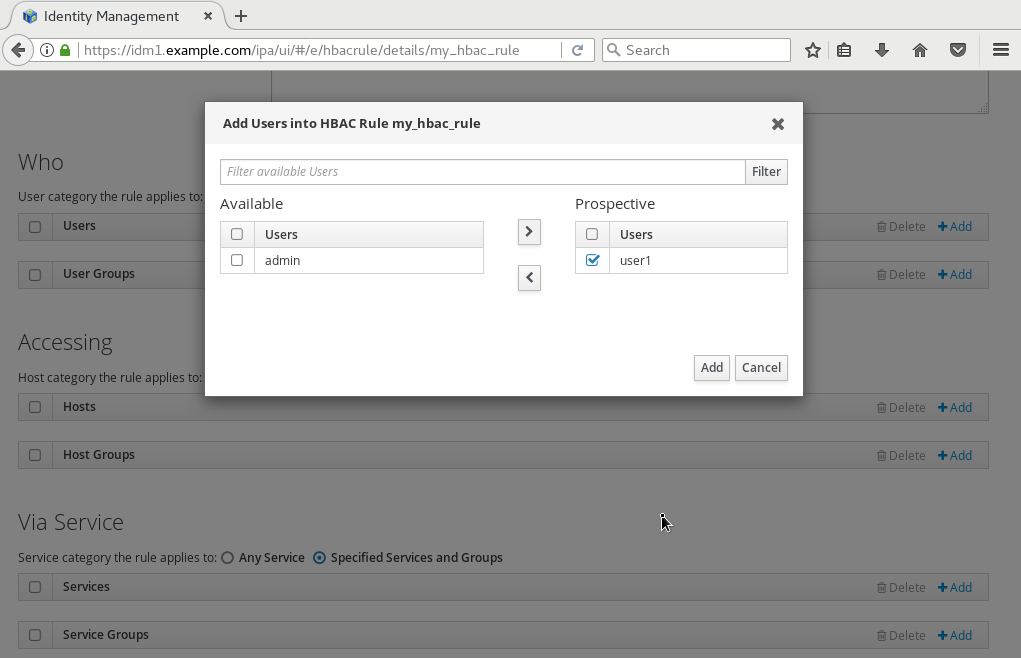 Identity Management
https://idm1.example.com/ipa/ui/#/e/hbacrule/details/my_hbac_rule
Search
Add Users into HBAC Rule my_hbac_rule
Filter available Users
Filter
Available
Prospective
Users
Users
admin
user1
Add
Cancel
Who
User category the rule applies to:
Users
Delete
Add
User Groups
Delete
Add
Accessing
Host category the rule applies to:
Hosts
Delete
Add
Host Groups
Delete
Add
Via Service
Service category the rule applies to: Any Service Specified Services and Groups
Services
Delete
Add
Service Groups
Delete
Add